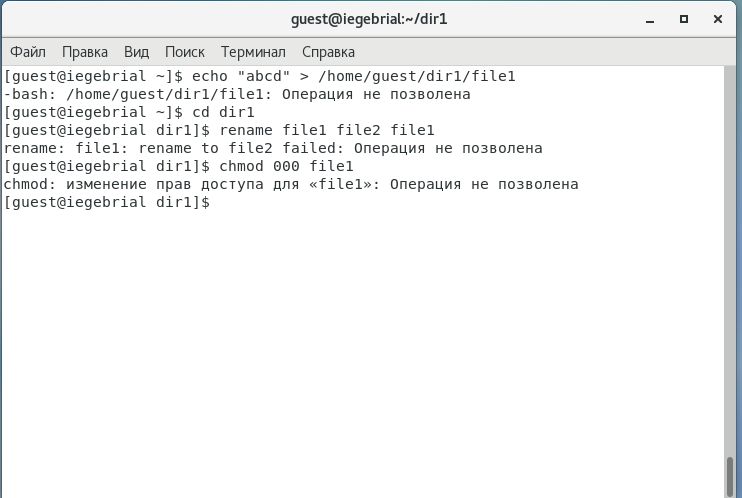 guest@iegebrial:~/dir1
Файл Правка Вид Поиск Терминал Справка
[guest@iegebrial ~]$ echo "abcd" > /home/guest/dir1/file1
-bash: /home/guest/dir1/file1: Операция не позволена
[guest@iegebrial ~]$ cd dir1
[guest@iegebrial dir1]$ rename file1 file2 file1
rename: file1: rename to file2 failed: Операция не позволена
[guest@iegebrial dir1]$ chmod 000 file1
chmod: изменение прав доступа для «file1»: Операция не позволена
[guest@iegebrial dir1]$